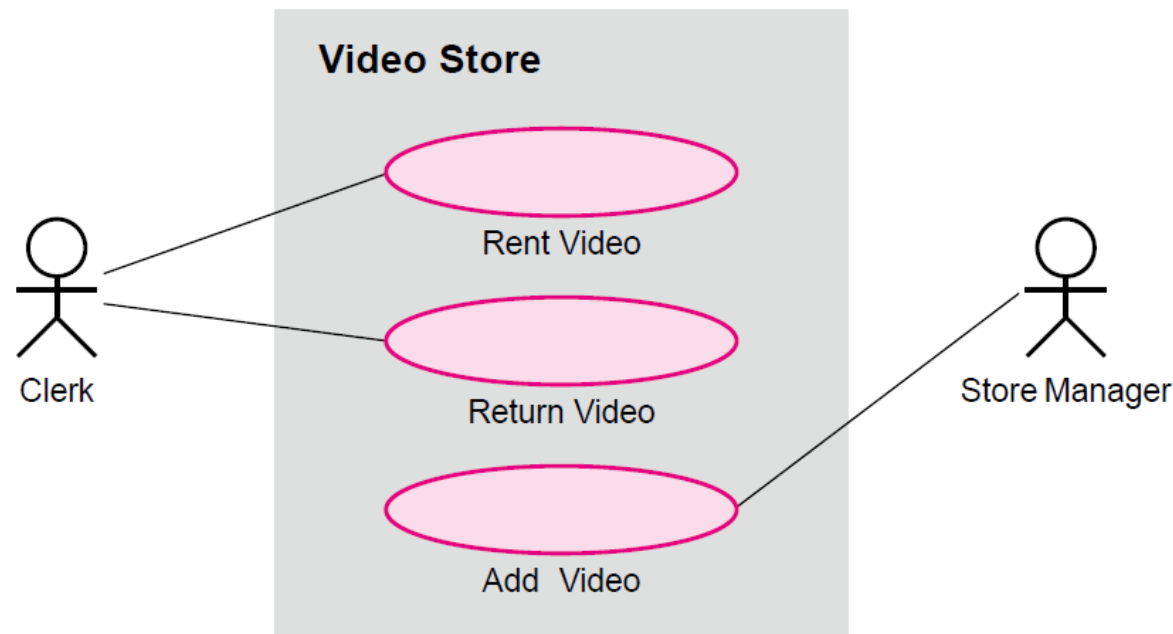 Video Store
Rent Video
Clerk
Return Video
Store Manager
Add Video